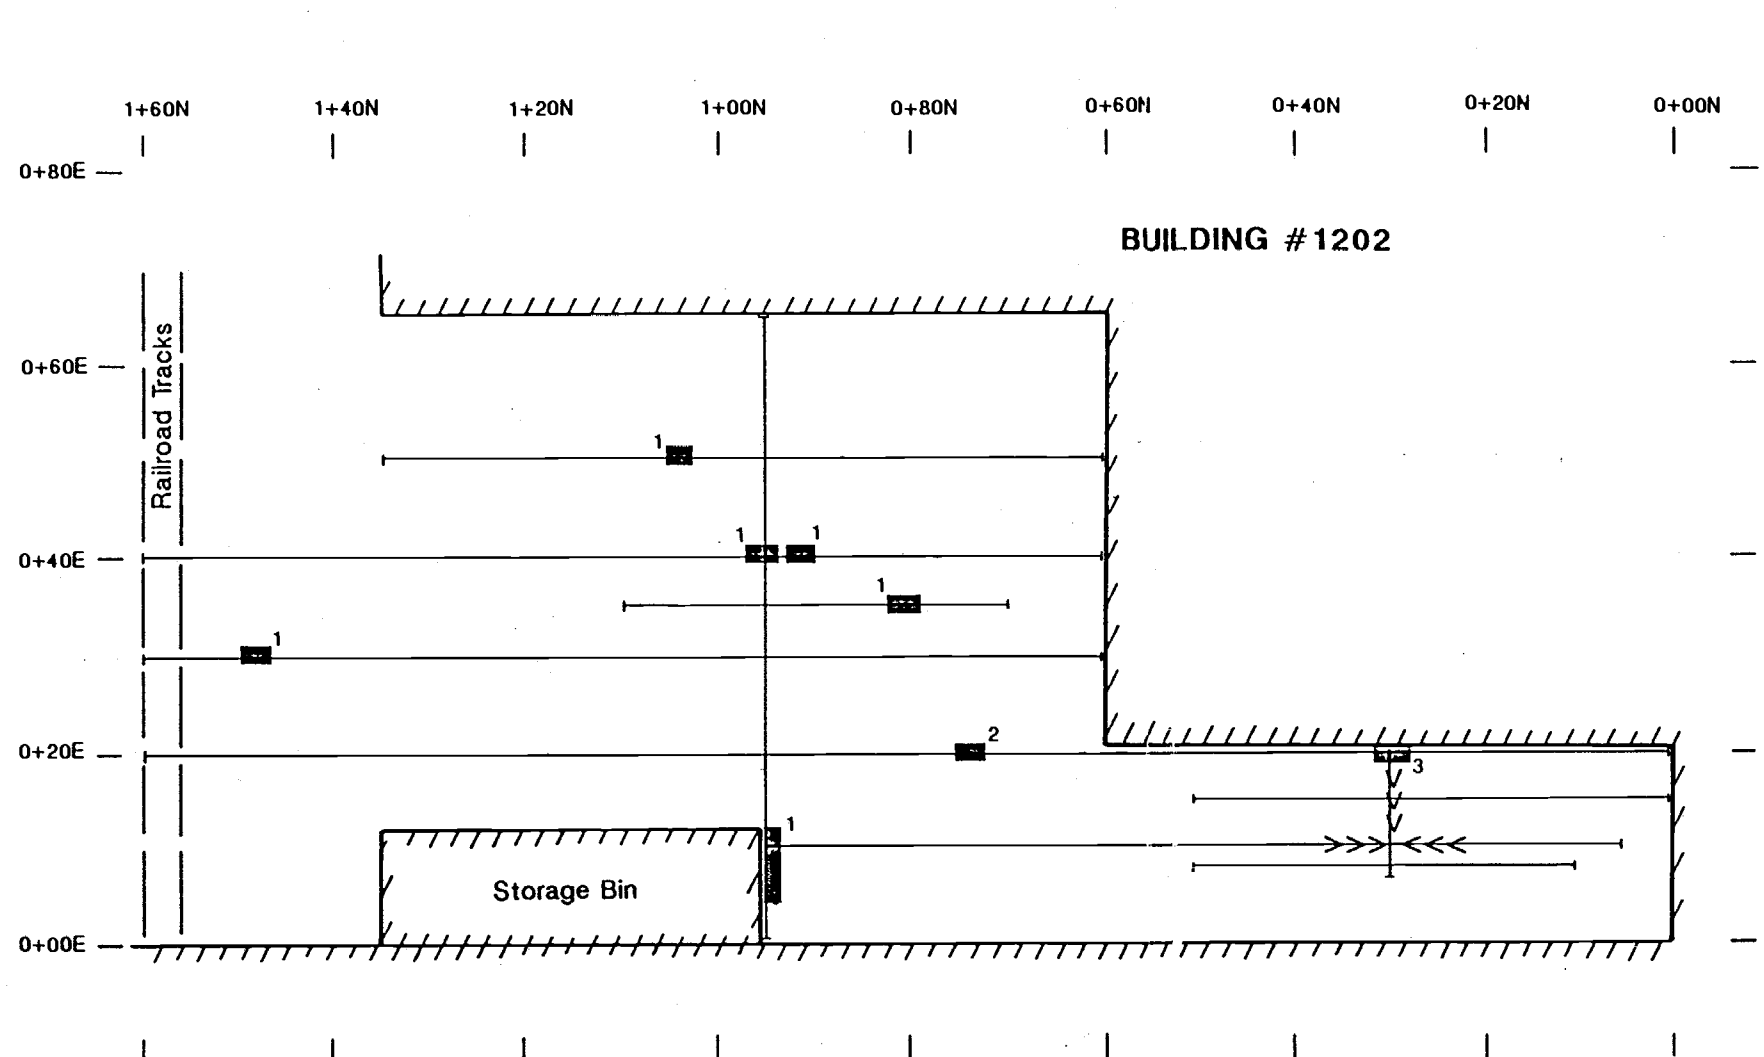 1+60N 1+40N 1+20N 1+00N 0+80N 0+60N 0+40N 0+20N 0+00N
0+80E
BUILDING #1202
0+60E
Railroad Tracks
1
1 1
0+40E
1
1
0+20E
2
3
1
Storage Bin
0+00E